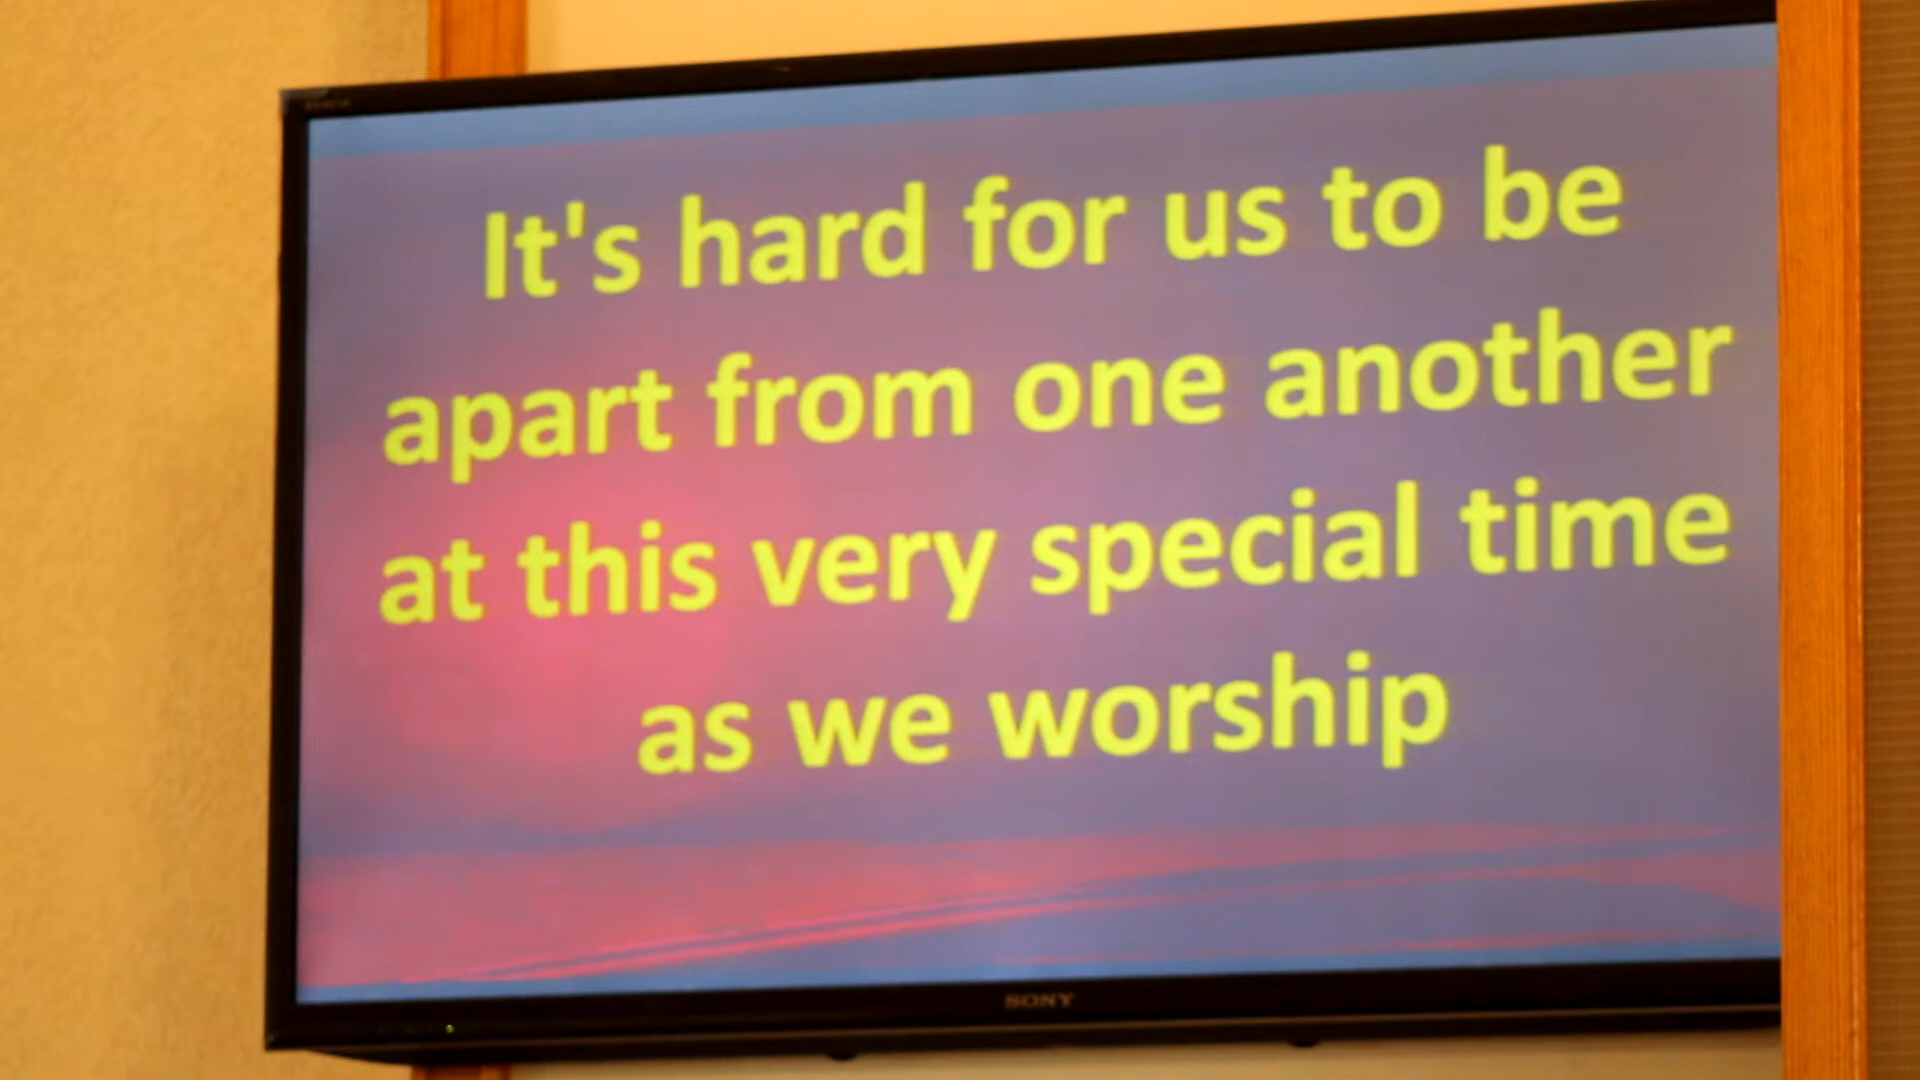 It's hard for us to be
apart from one another
at this very special time
as we worship
SONY